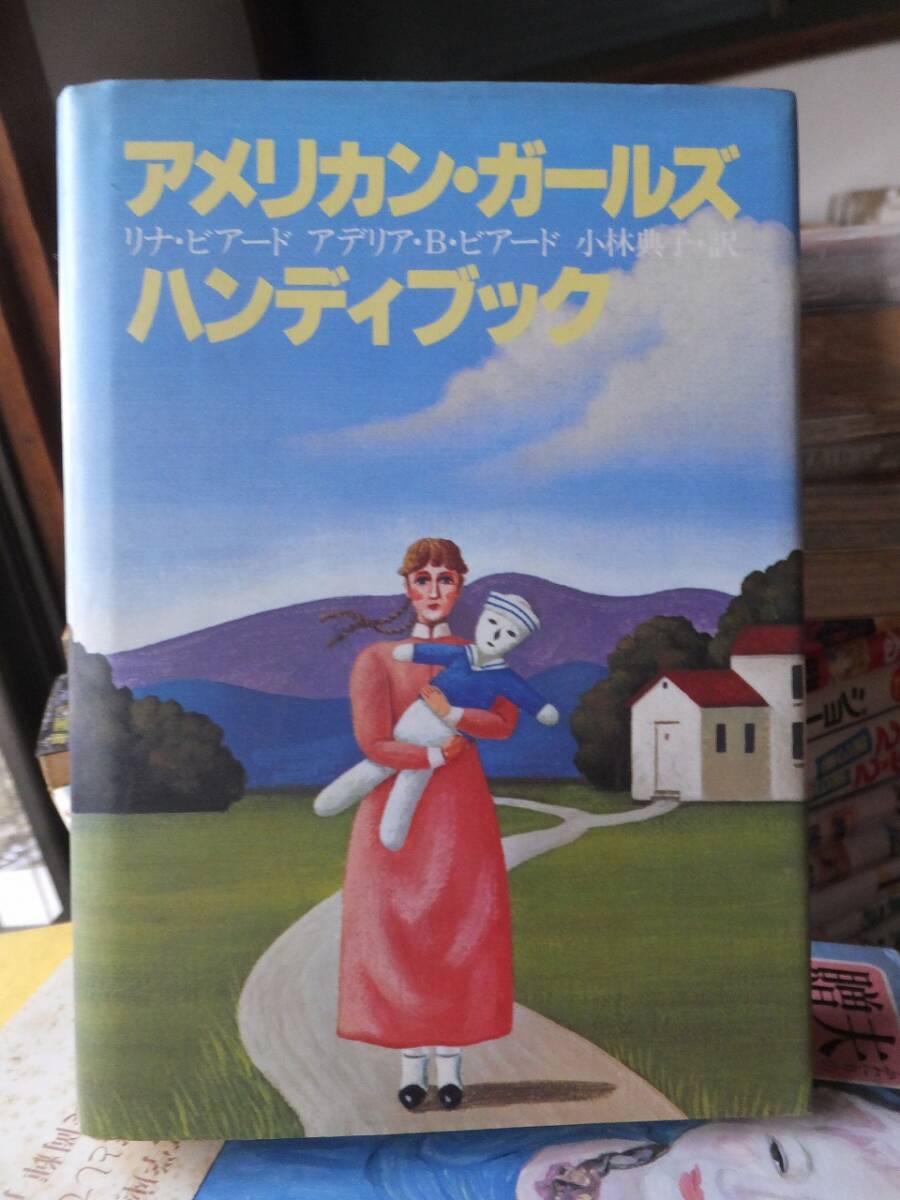 アメリカン・ガールズ
リナ・ビアード アデリア・B・ビアード 小林典子・訳
ハンディブック